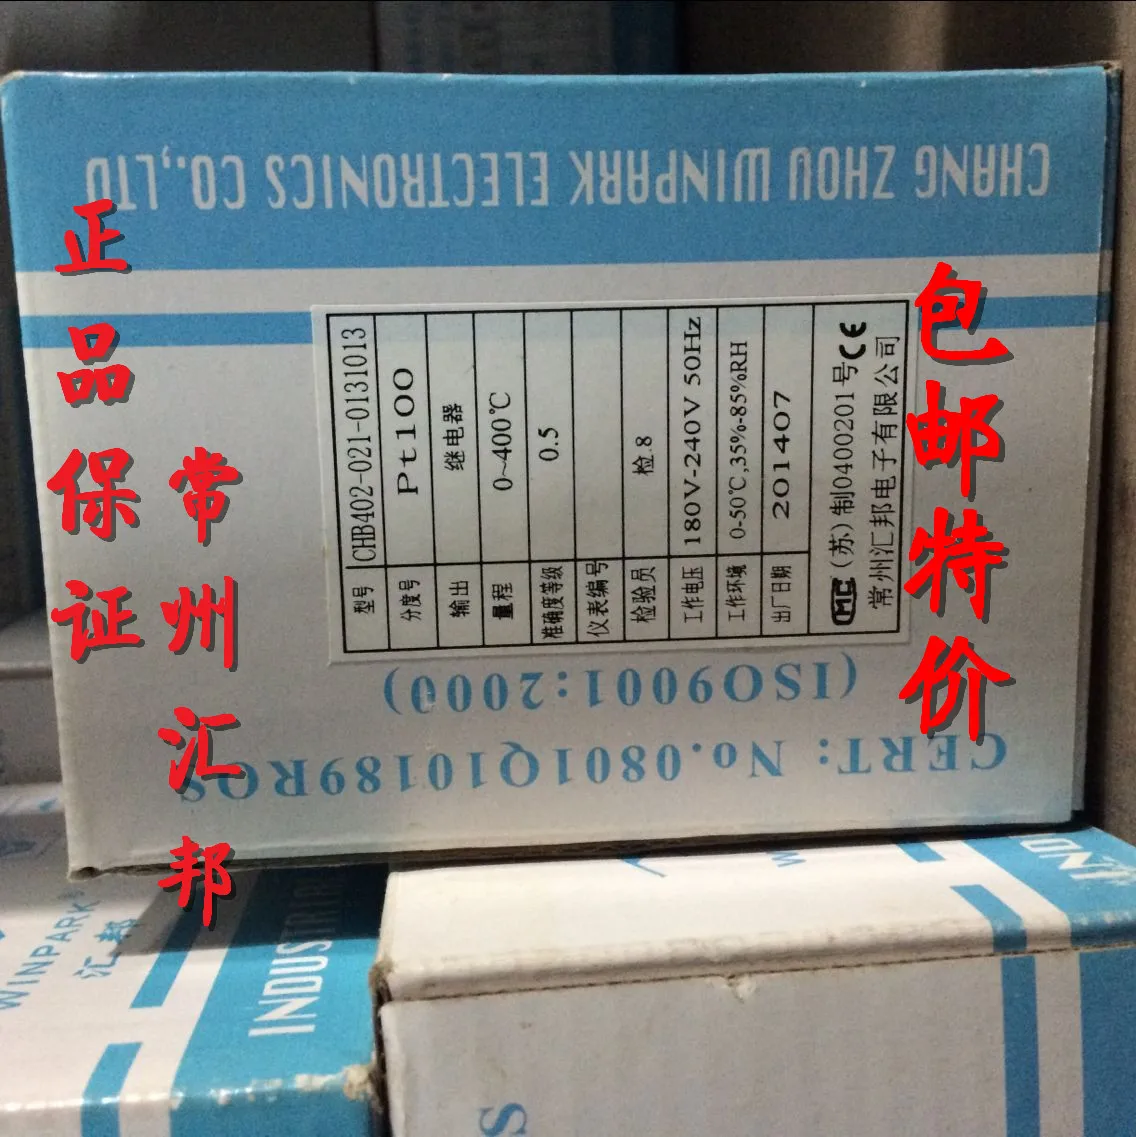 CHANG ZHOU WINPARK ELECTRONICS CO.,LTD
正品保证
常州汇邦
包邮特价
型号 CHB402-021-0131013
分度号 Pt100
输出 继电器
量程 0~400℃
准确度等级 0.5
仪表编号
检验员 检.8
工作电压 180V-240V 50Hz
工作环境 0-50℃,35%-85%RH
出厂日期 201407
MC (苏)制0400201号CE
常州汇邦电子有限公司
(ISO9001:2000)
CERT: No.0801Q10189RQS
WINPARK®
汇邦
INDUSTRIA
W
IND
S